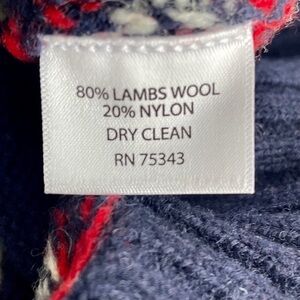 80% LAMBS WOOL
20% NYLON
DRY CLEAN
RN 75343